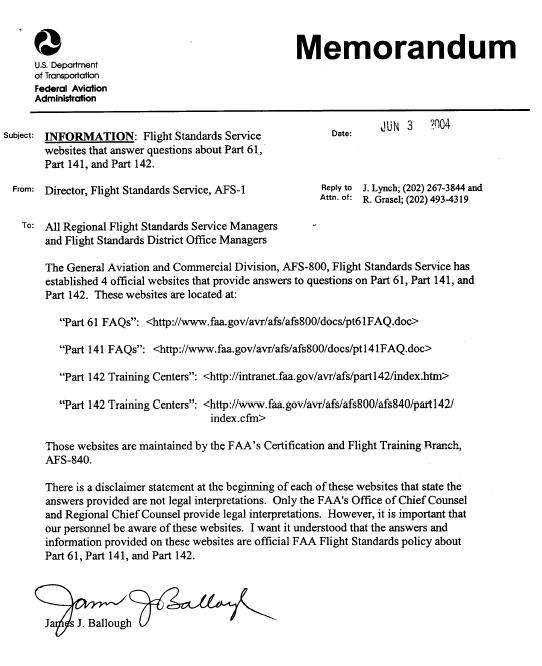 Memorandum
U.S. Department
of Transportation
Federal Aviation
Administration
Subject: INFORMATION: Flight Standards Service
websites that answer questions about Part 61,
Part 141, and Part 142.
Date: JUN 3 2004
From: Director, Flight Standards Service, AFS-1
Reply to
Attn. of: J. Lynch; (202) 267-3844 and
R. Grasel; (202) 493-4319
To: All Regional Flight Standards Service Managers
and Flight Standards District Office Managers
The General Aviation and Commercial Division, AFS-800, Flight Standards Service has
established 4 official websites that provide answers to questions on Part 61, Part 141, and
Part 142. These websites are located at:
“Part 61 FAQs”: <http://www.faa.gov/avr/afs/afs800/docs/pt61FAQ.doc>
“Part 141 FAQs”: <http://www.faa.gov/avr/afs/afs800/docs/pt141FAQ.doc>
“Part 142 Training Centers”: <http://intranet.faa.gov/avr/afs/part142/index.htm>
“Part 142 Training Centers”: <http://www.faa.gov/avr/afs/afs800/afs840/part142/
index.cfm>
Those websites are maintained by the FAA's Certification and Flight Training Branch,
AFS-840.
There is a disclaimer statement at the beginning of each of these websites that state the
answers provided are not legal interpretations. Only the FAA's Office of Chief Counsel
and Regional Chief Counsel provide legal interpretations. However, it is important that
our personnel be aware of these websites. I want it understood that the answers and
information provided on these websites are official FAA Flight Standards policy about
Part 61, Part 141, and Part 142.
James J Ballough
James J. Ballough